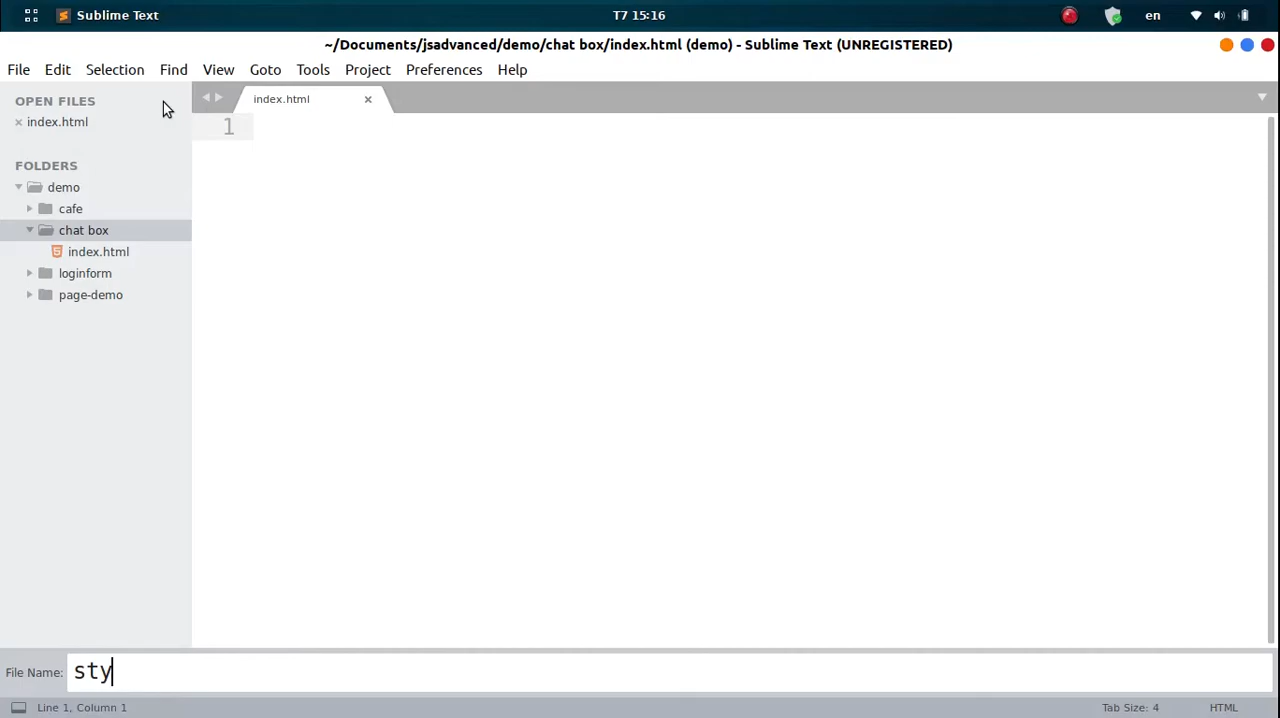 Sublime Text
T7 15:16
en
~/Documents/jsadvanced/demo/chat box/index.html (demo) - Sublime Text (UNREGISTERED)
File Edit Selection Find View Goto Tools Project Preferences Help
OPEN FILES
index.html
index.html
1
FOLDERS
demo
cafe
chat box
index.html
loginform
page-demo
File Name: sty
Line 1, Column 1
Tab Size: 4
HTML